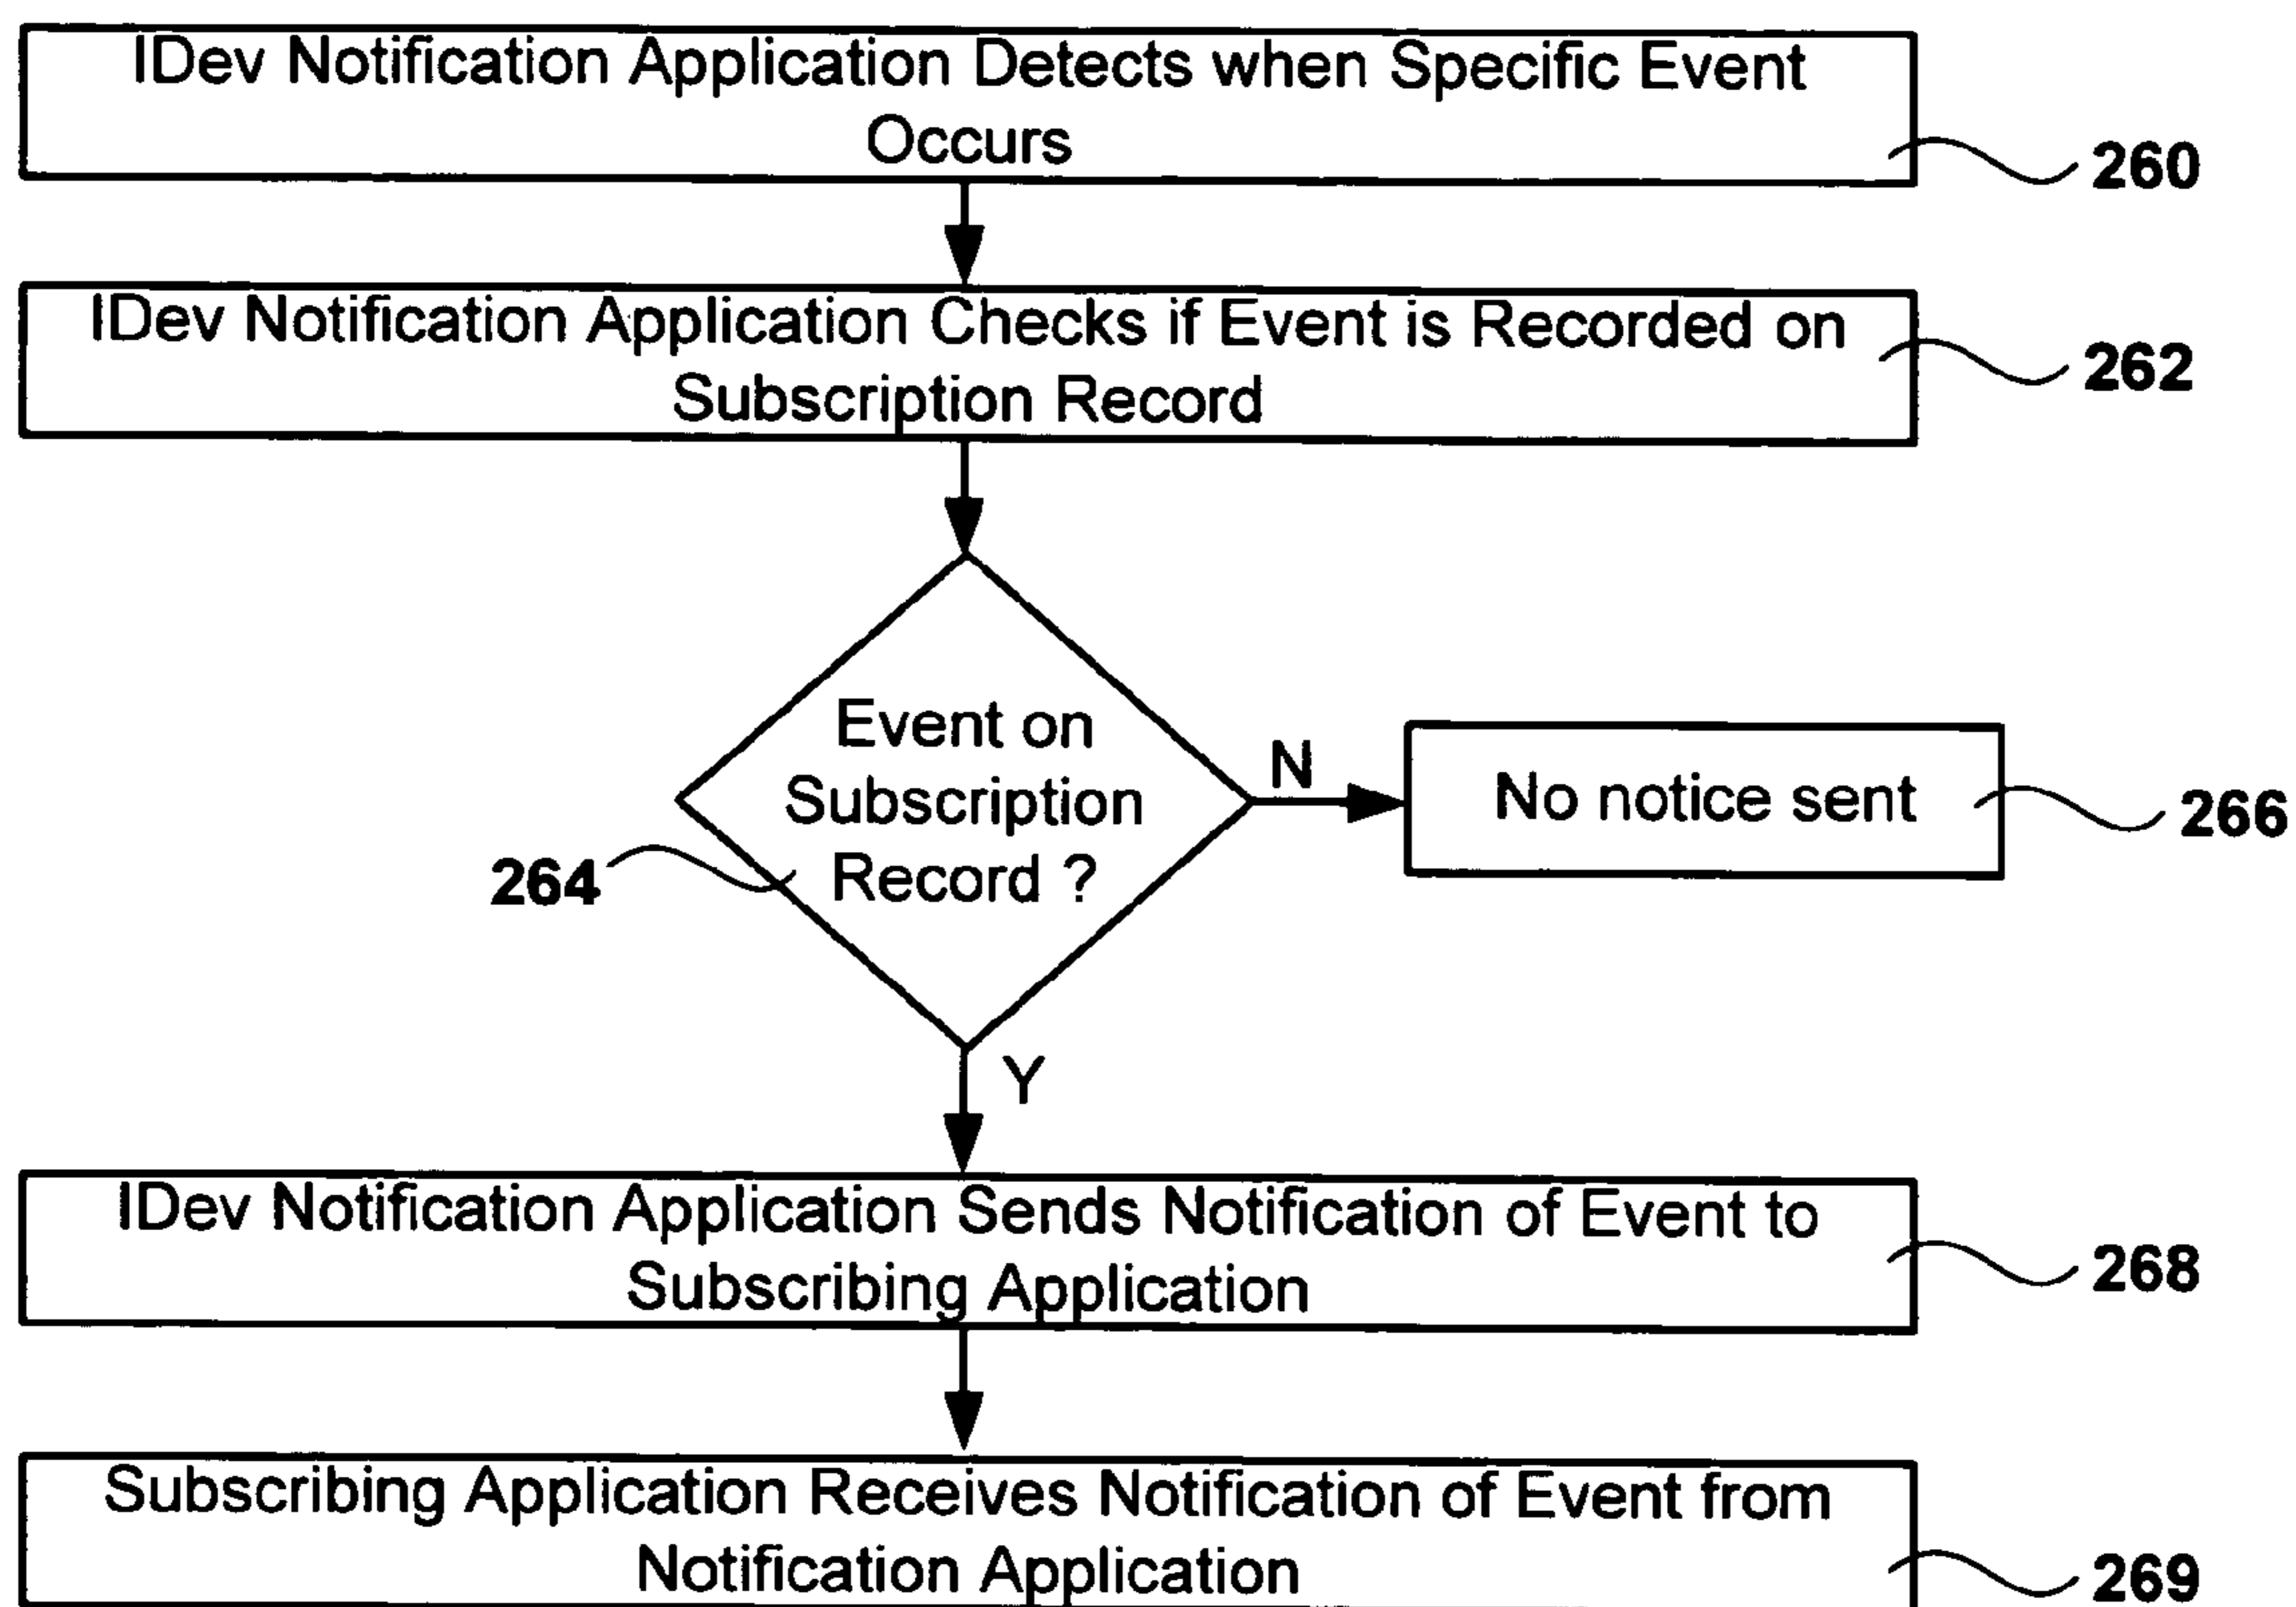 IDev Notification Application Detects when Specific Event
Occurs
260
IDev Notification Application Checks if Event is Recorded on
Subscription Record
262
Event on
Subscription
Record ?
264
N
No notice sent
266
Y
IDev Notification Application Sends Notification of Event to
Subscribing Application
268
Subscribing Application Receives Notification of Event from
Notification Application
269